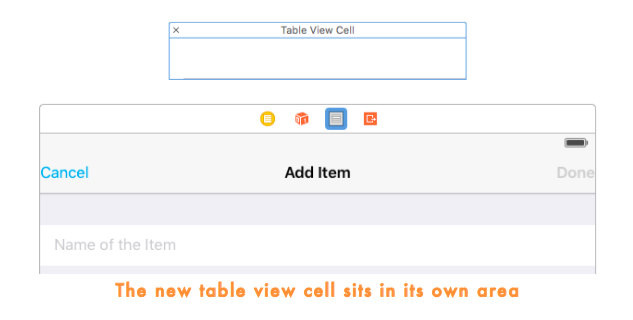 × Table View Cell
Cancel Add Item Done
Name of the Item
The new table view cell sits in its own area